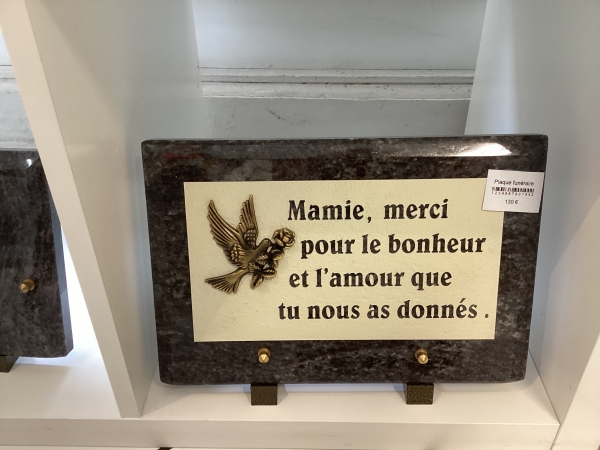 Mamie, merci
pour le bonheur
et l'amour que
tu nous as donnés .
Plaque funéraire
130 €